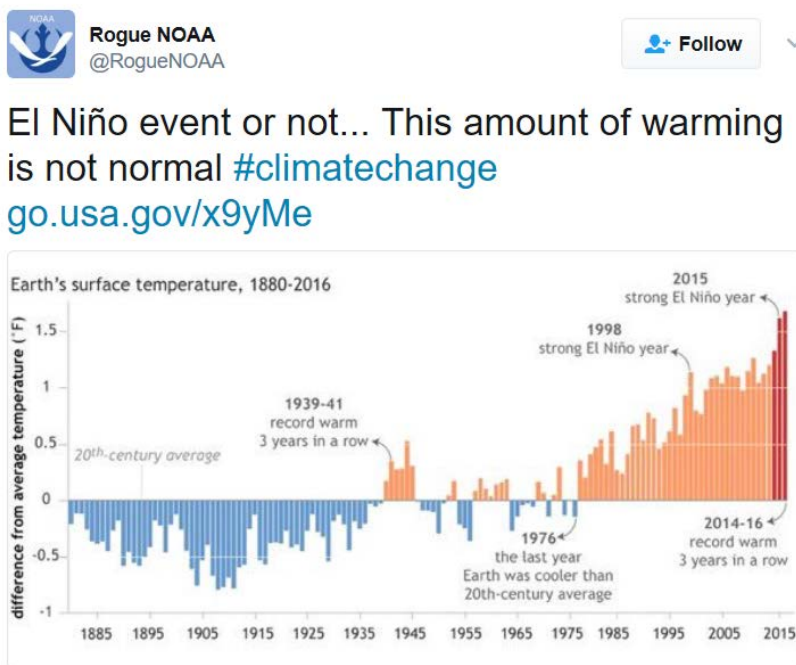 NOAA
Rogue NOAA
@RogueNOAA
Follow
El Niño event or not... This amount of warming
is not normal #climatechange
go.usa.gov/x9yMe
Earth's surface temperature, 1880-2016
difference from average temperature (°F)
1.5
1
0.5
0
-0.5
-1
20th-century average
1939-41
record warm
3 years in a row
1998
strong El Niño year
2015
strong El Niño year
1976
the last year
Earth was cooler than
20th-century average
2014-16
record warm
3 years in a row
1885 1895 1905 1915 1925 1935 1945 1955 1965 1975 1985 1995 2005 2015